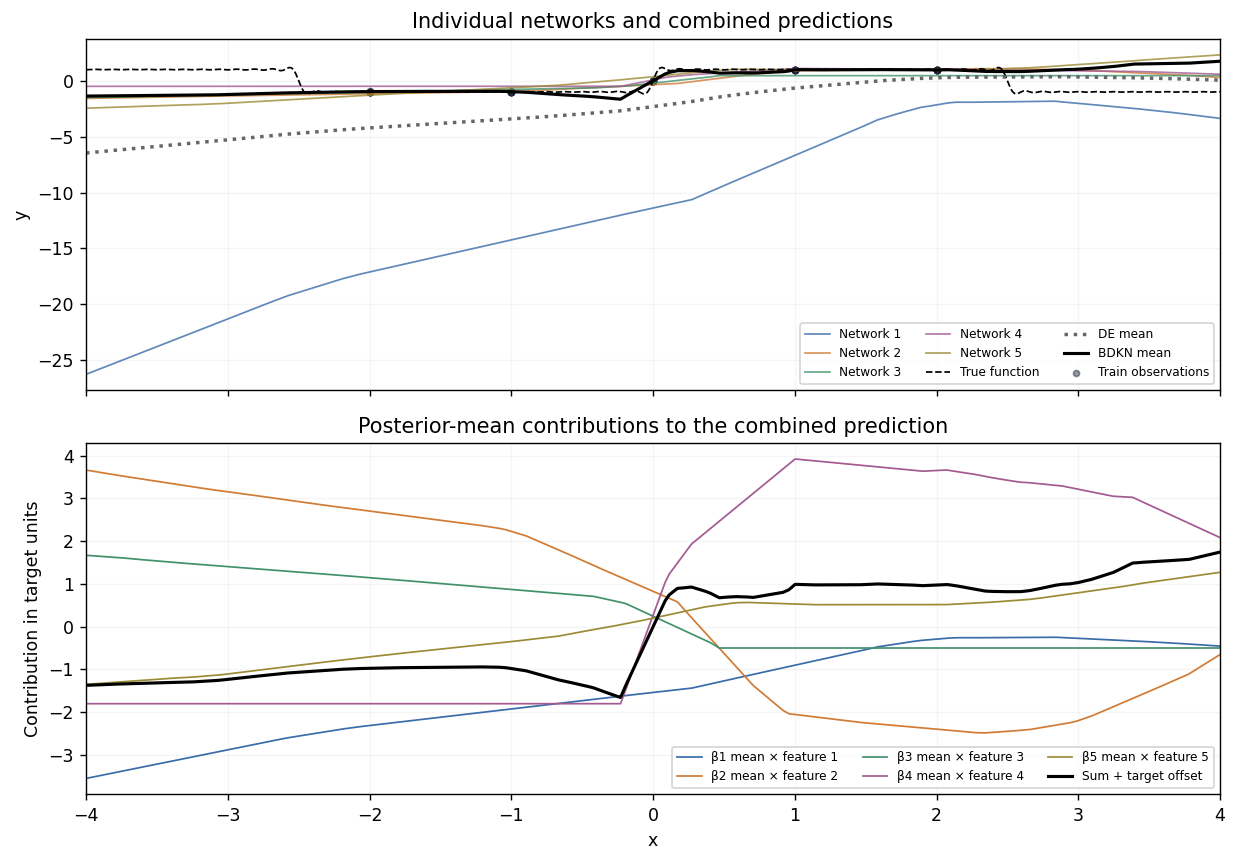 Individual networks and combined predictions
0
−5
−10
−15
−20
−25
y
Network 1
Network 2
Network 3
Network 4
Network 5
True function
DE mean
BDKN mean
Train observations
Posterior-mean contributions to the combined prediction
4
3
2
1
0
−1
−2
−3
Contribution in target units
β1 mean × feature 1
β2 mean × feature 2
β3 mean × feature 3
β4 mean × feature 4
β5 mean × feature 5
Sum + target offset
−4 −3 −2 −1 0 1 2 3 4
x